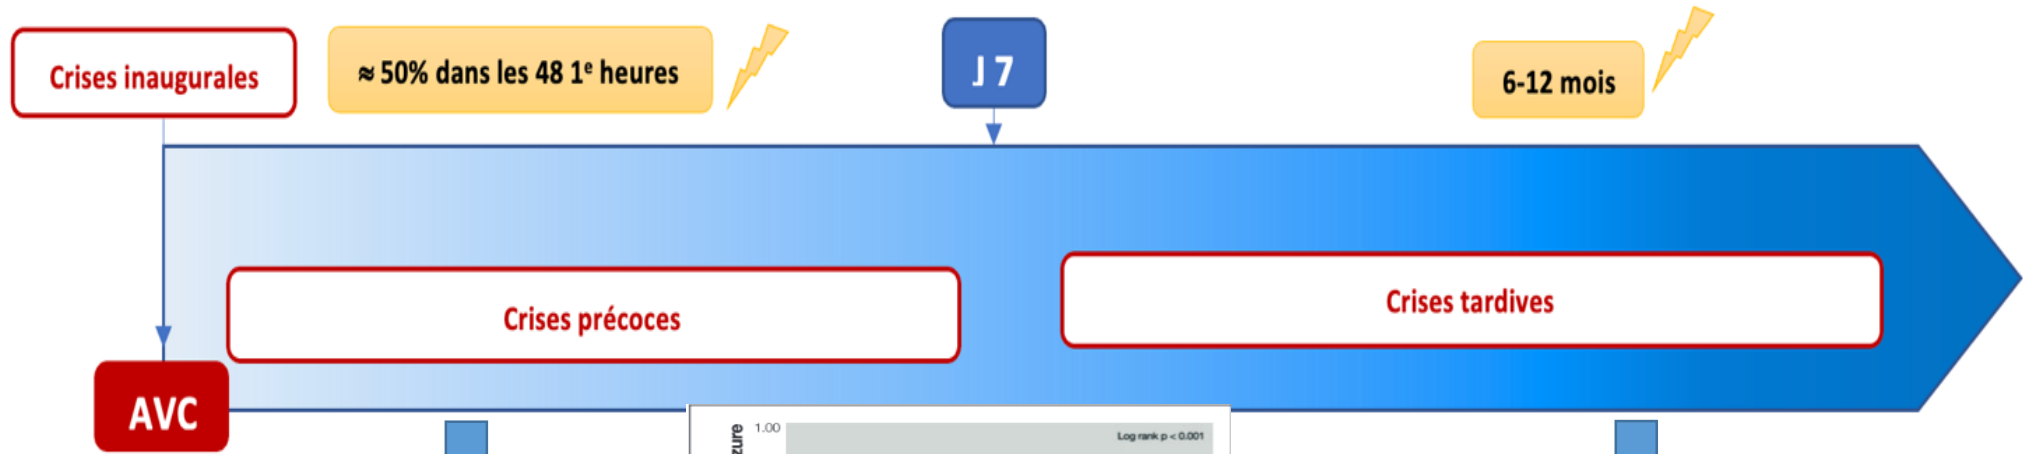 Crises inaugurales
≈ 50% dans les 48 1e heures
J 7
6-12 mois
Crises précoces
Crises tardives
AVC
1.00
Log rank p < 0.001